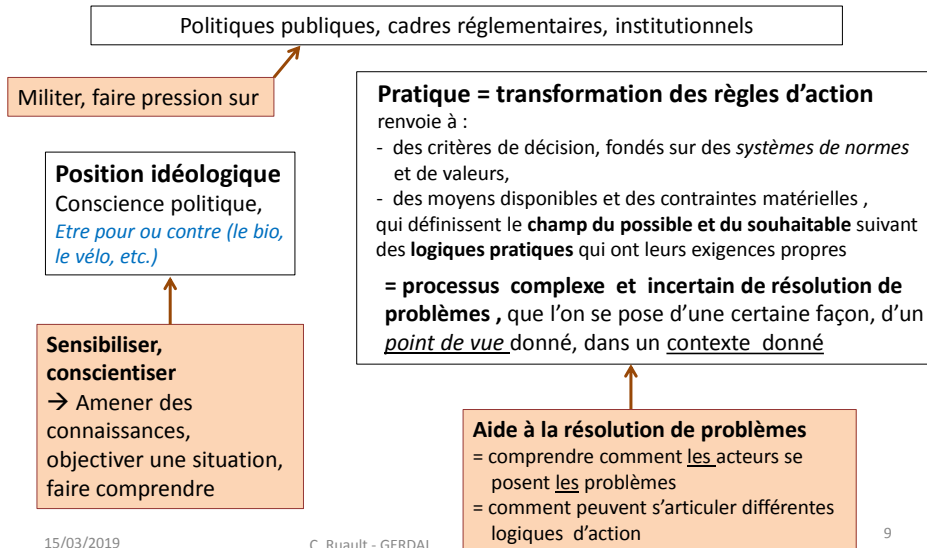 Politiques publiques, cadres réglementaires, institutionnels
Militer, faire pression sur
Position idéologique
Conscience politique,
Etre pour ou contre (le bio,
le vélo, etc.)
Sensibiliser,
conscientiser
→ Amener des
connaissances,
objectiver une situation,
faire comprendre
Pratique = transformation des règles d’action
renvoie à :
- des critères de décision, fondés sur des systèmes de normes
et de valeurs,
- des moyens disponibles et des contraintes matérielles ,
qui définissent le champ du possible et du souhaitable suivant
des logiques pratiques qui ont leurs exigences propres
= processus complexe et incertain de résolution de
problèmes , que l’on se pose d’une certaine façon, d’un
point de vue donné, dans un contexte donné
Aide à la résolution de problèmes
= comprendre comment les acteurs se
posent les problèmes
= comment peuvent s’articuler différentes
logiques d’action
15/03/2019
C. Ruault - GERDAL
9